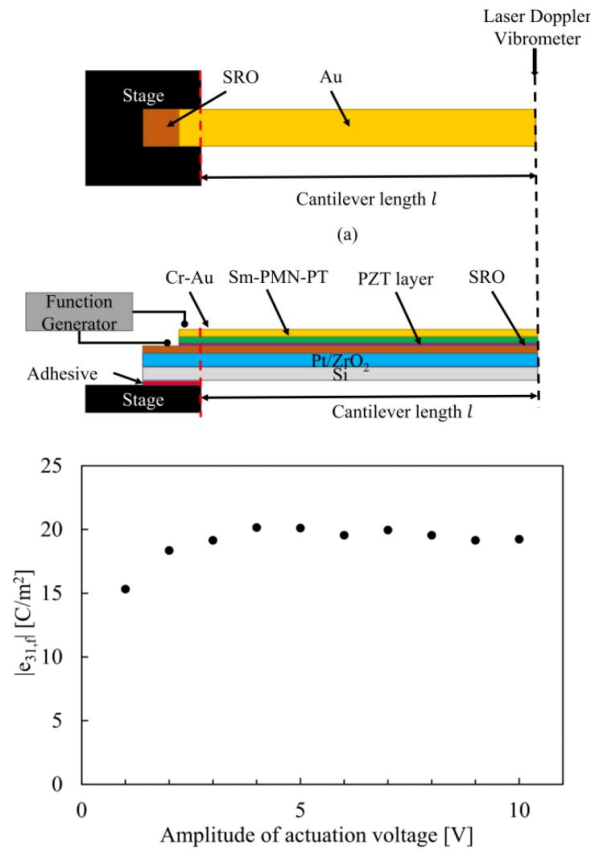 Laser Doppler
Vibrometer
SRO
Au
Stage
Cantilever length l
(a)
Cr-Au
Sm-PMN-PT
PZT layer
SRO
Function
Generator
Pt/ZrO₂
Si
Adhesive
Stage
Cantilever length l
25
20
15
10
5
0
|e₃₁,f| [C/m²]
0
5
10
Amplitude of actuation voltage [V]